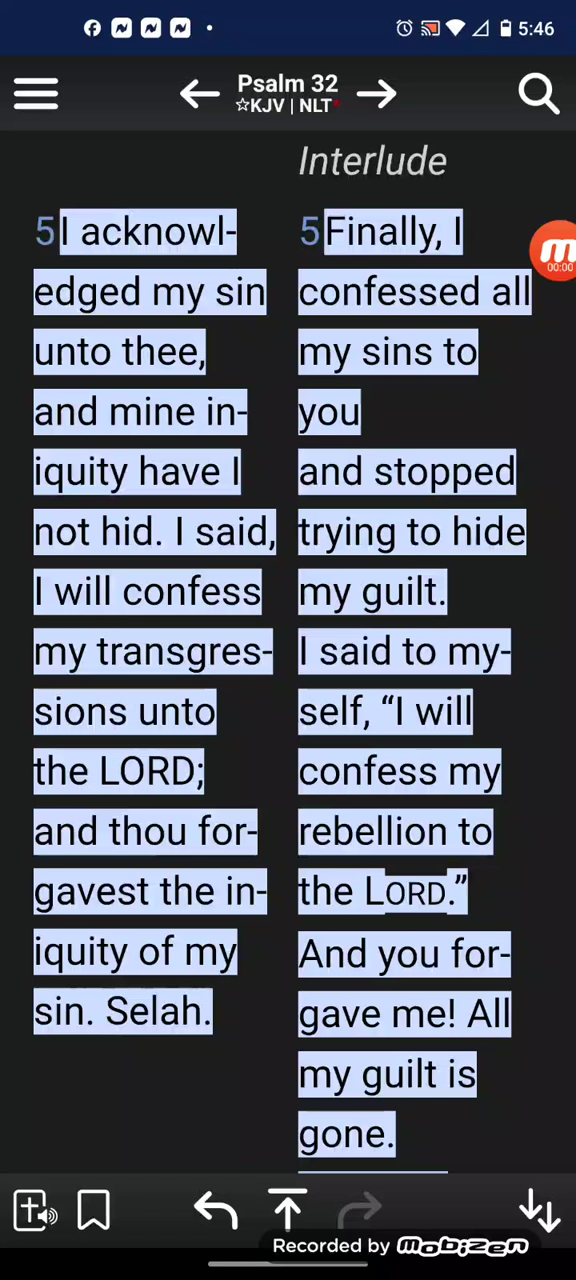 5:46
Psalm 32
☆KJV | NLT*
Interlude
00:00
5 I acknowl-
edged my sin
unto thee,
and mine in-
iquity have I
not hid. I said,
I will confess
my transgres-
sions unto
the LORD;
and thou for-
gavest the in-
iquity of my
sin. Selah.
5 Finally, I
confessed all
my sins to
you
and stopped
trying to hide
my guilt.
I said to my-
self, “I will
confess my
rebellion to
the LORD.”
And you for-
gave me! All
my guilt is
gone.
Recorded by mobizen